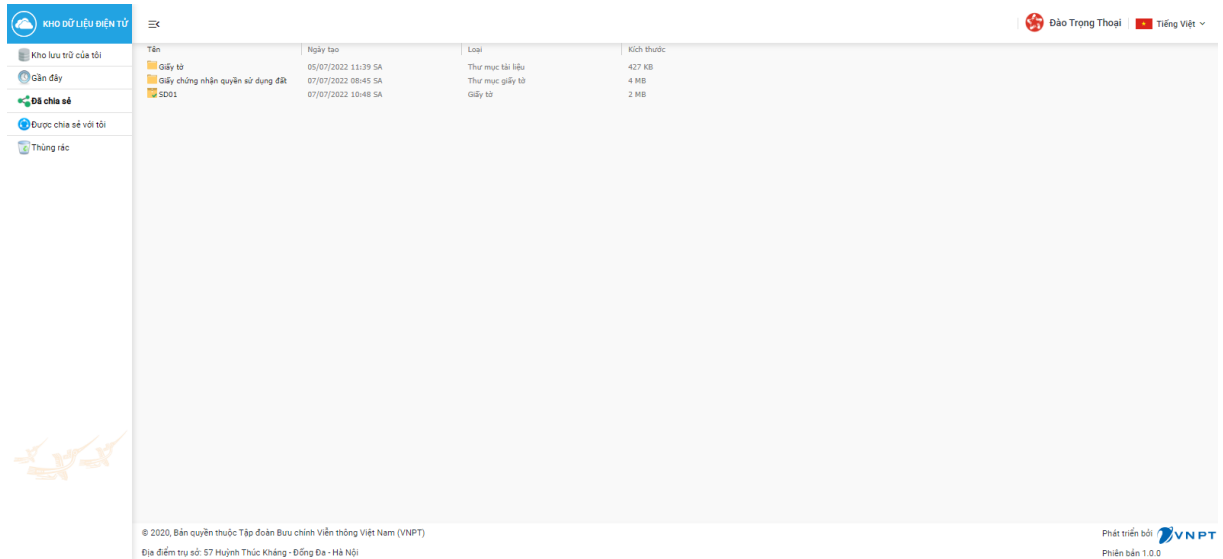 KHO DỮ LIỆU ĐIỆN TỬ
Đào Trọng Thoại Tiếng Việt
Kho lưu trữ của tôi
Gần đây
Đã chia sẻ
Được chia sẻ với tôi
Thùng rác
Tên Ngày tạo Loại Kích thước
Giấy tờ 05/07/2022 11:39 SA Thư mục tài liệu 427 KB
Giấy chứng nhận quyền sử dụng đất 07/07/2022 08:45 SA Thư mục giấy tờ 4 MB
SD01 07/07/2022 10:48 SA Giấy tờ 2 MB
© 2020, Bản quyền thuộc Tập đoàn Bưu chính Viễn thông Việt Nam (VNPT)
Địa điểm trụ sở: 57 Huỳnh Thúc Kháng - Đống Đa - Hà Nội
Phát triển bởi VNPT
Phiên bản 1.0.0